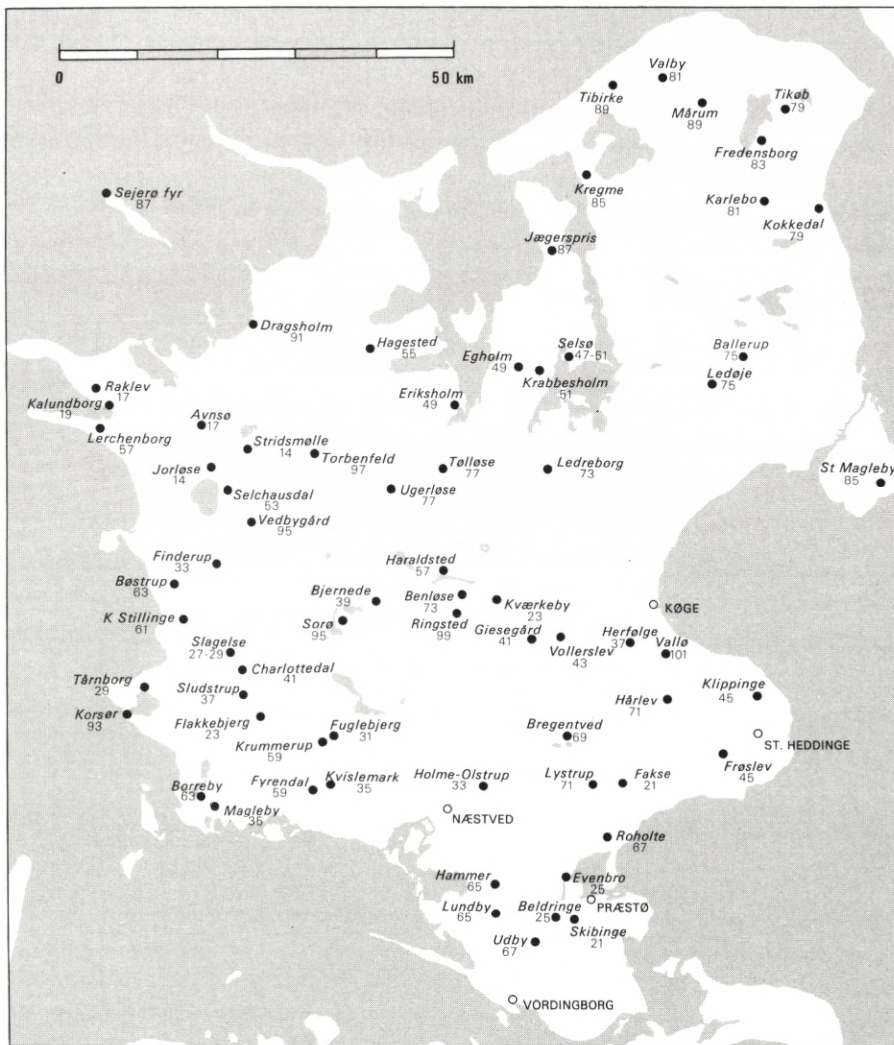 0
50 km
Valby
81
Tibirke
89
Mårum
89
Tikøb
79
Fredensborg
83
Sejerø fyr
87
Kregme
85
Karlebo
81
Kokkedal
79
Jægerspris
87
Dragsholm
91
Hagested
55
Egholm
49
Selsø
47-51
Krabbesholm
51
Ballerup
75
Ledøje
75
Raklev
17
Kalundborg
19
Lerchenborg
57
Avnsø
17
Eriksholm
49
Stridsmølle
14
Torbenfeld
97
Jorløse
14
Tølløse
77
Ugerløse
77
Ledreborg
73
St Magleby
85
Selchausdal
53
Vedbygård
95
Finderup
33
Haraldsted
57
Bøstrup
63
Bjernede
39
Benløse
73
Kværkeby
23
KØGE
K Stillinge
61
Sorø
95
Ringsted
99
Giesegård
41
Vollerslev
43
Herfølge
37
Vallø
101
Slagelse
27-29
Charlottedal
41
Tårnborg
29
Sludstrup
37
Klippinge
45
Hårlev
71
Korsør
93
Flakkebjerg
23
Fuglebjerg
31
Krummerup
59
Bregentved
69
ST. HEDDINGE
Frøslev
45
Borreby
63
Magleby
35
Fyrendal
59
Kvislemark
35
Holme-Olstrup
33
Lystrup
71
Fakse
21
NÆSTVED
Roholte
67
Hammer
65
Evenbro
25
PRÆSTØ
Lundby
65
Beldringe
25
Skibinge
21
Udby
67
VORDINGBORG